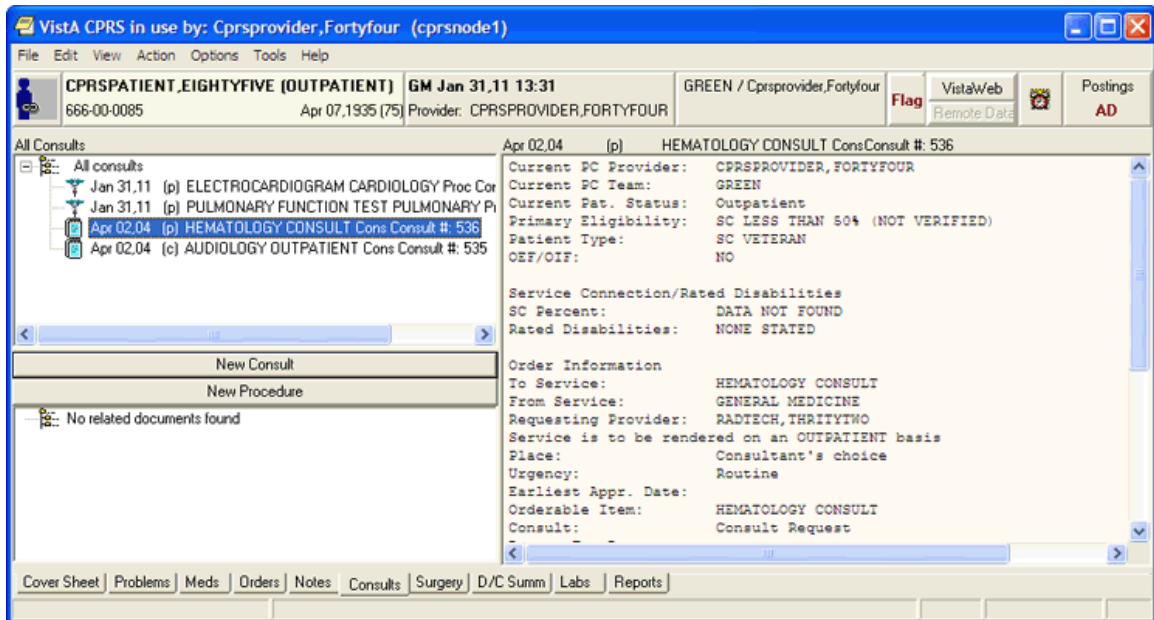 VistA CPRS in use by: Cprsprovider,Fortyfour (cprsnode1)
File Edit View Action Options Tools Help
CPRSPATIENT,EIGHTYFIVE (OUTPATIENT)
666-00-0085 Apr 07,1935 (75)
GM Jan 31,11 13:31
Provider: CPRSPROVIDER,FORTYFOUR
GREEN / Cprsprovider,Fortyfour
Flag
VistaWeb
Remote Data
Postings
AD
All Consults
All consults
Jan 31,11 (p) ELECTROCARDIOGRAM CARDIOLOGY Proc Cor
Jan 31,11 (p) PULMONARY FUNCTION TEST PULMONARY
Apr 02,04 (p) HEMATOLOGY CONSULT Cons Consult #: 536
Apr 02,04 (c) AUDIOLOGY OUTPATIENT Cons Consult #: 535
New Consult
New Procedure
No related documents found
Apr 02,04 (p) HEMATOLOGY CONSULT ConsConsult #: 536
Current PC Provider: CPRSPROVIDER,FORTYFOUR
Current PC Team: GREEN
Current Pat. Status: Outpatient
Primary Eligibility: SC LESS THAN 50% (NOT VERIFIED)
Patient Type: SC VETERAN
OEF/OIF: NO
Service Connection/Rated Disabilities
SC Percent: DATA NOT FOUND
Rated Disabilities: NONE STATED
Order Information
To Service: HEMATOLOGY CONSULT
From Service: GENERAL MEDICINE
Requesting Provider: RADTECH,THRITYTWO
Service is to be rendered on an OUTPATIENT basis
Place: Consultant's choice
Urgency: Routine
Earliest Appr. Date:
Orderable Item: HEMATOLOGY CONSULT
Consult: Consult Request
Cover Sheet Problems Meds Orders Notes Consults Surgery D/C Summ Labs Reports